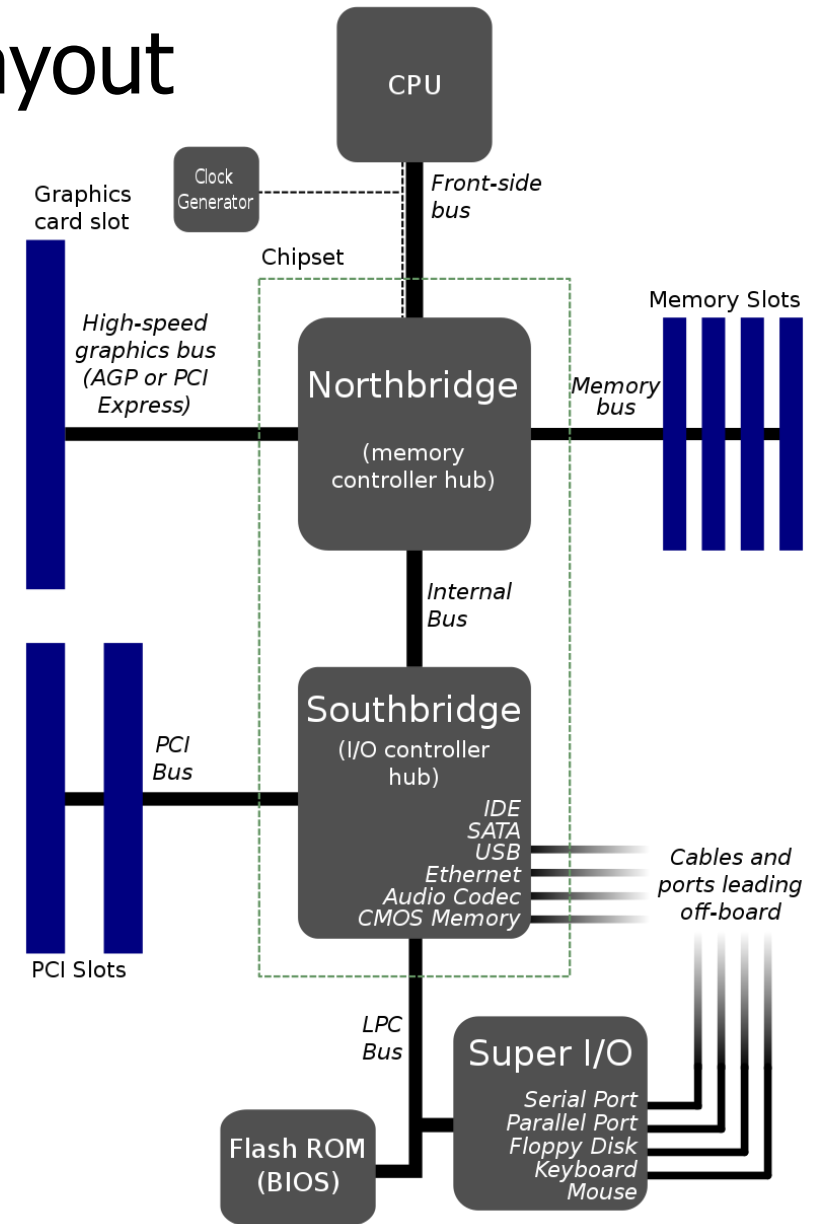 ayout
CPU
Clock
Generator
Front-side
bus
Graphics
card slot
Chipset
Memory Slots
High-speed
graphics bus
(AGP or PCI
Express)
Northbridge
(memory
controller hub)
Memory
bus
Internal
Bus
Southbridge
(I/O controller
hub)
PCI
Bus
IDE
SATA
USB
Ethernet
Audio Codec
CMOS Memory
Cables and
ports leading
off-board
PCI Slots
LPC
Bus
Super I/O
Serial Port
Parallel Port
Floppy Disk
Keyboard
Mouse
Flash ROM
(BIOS)